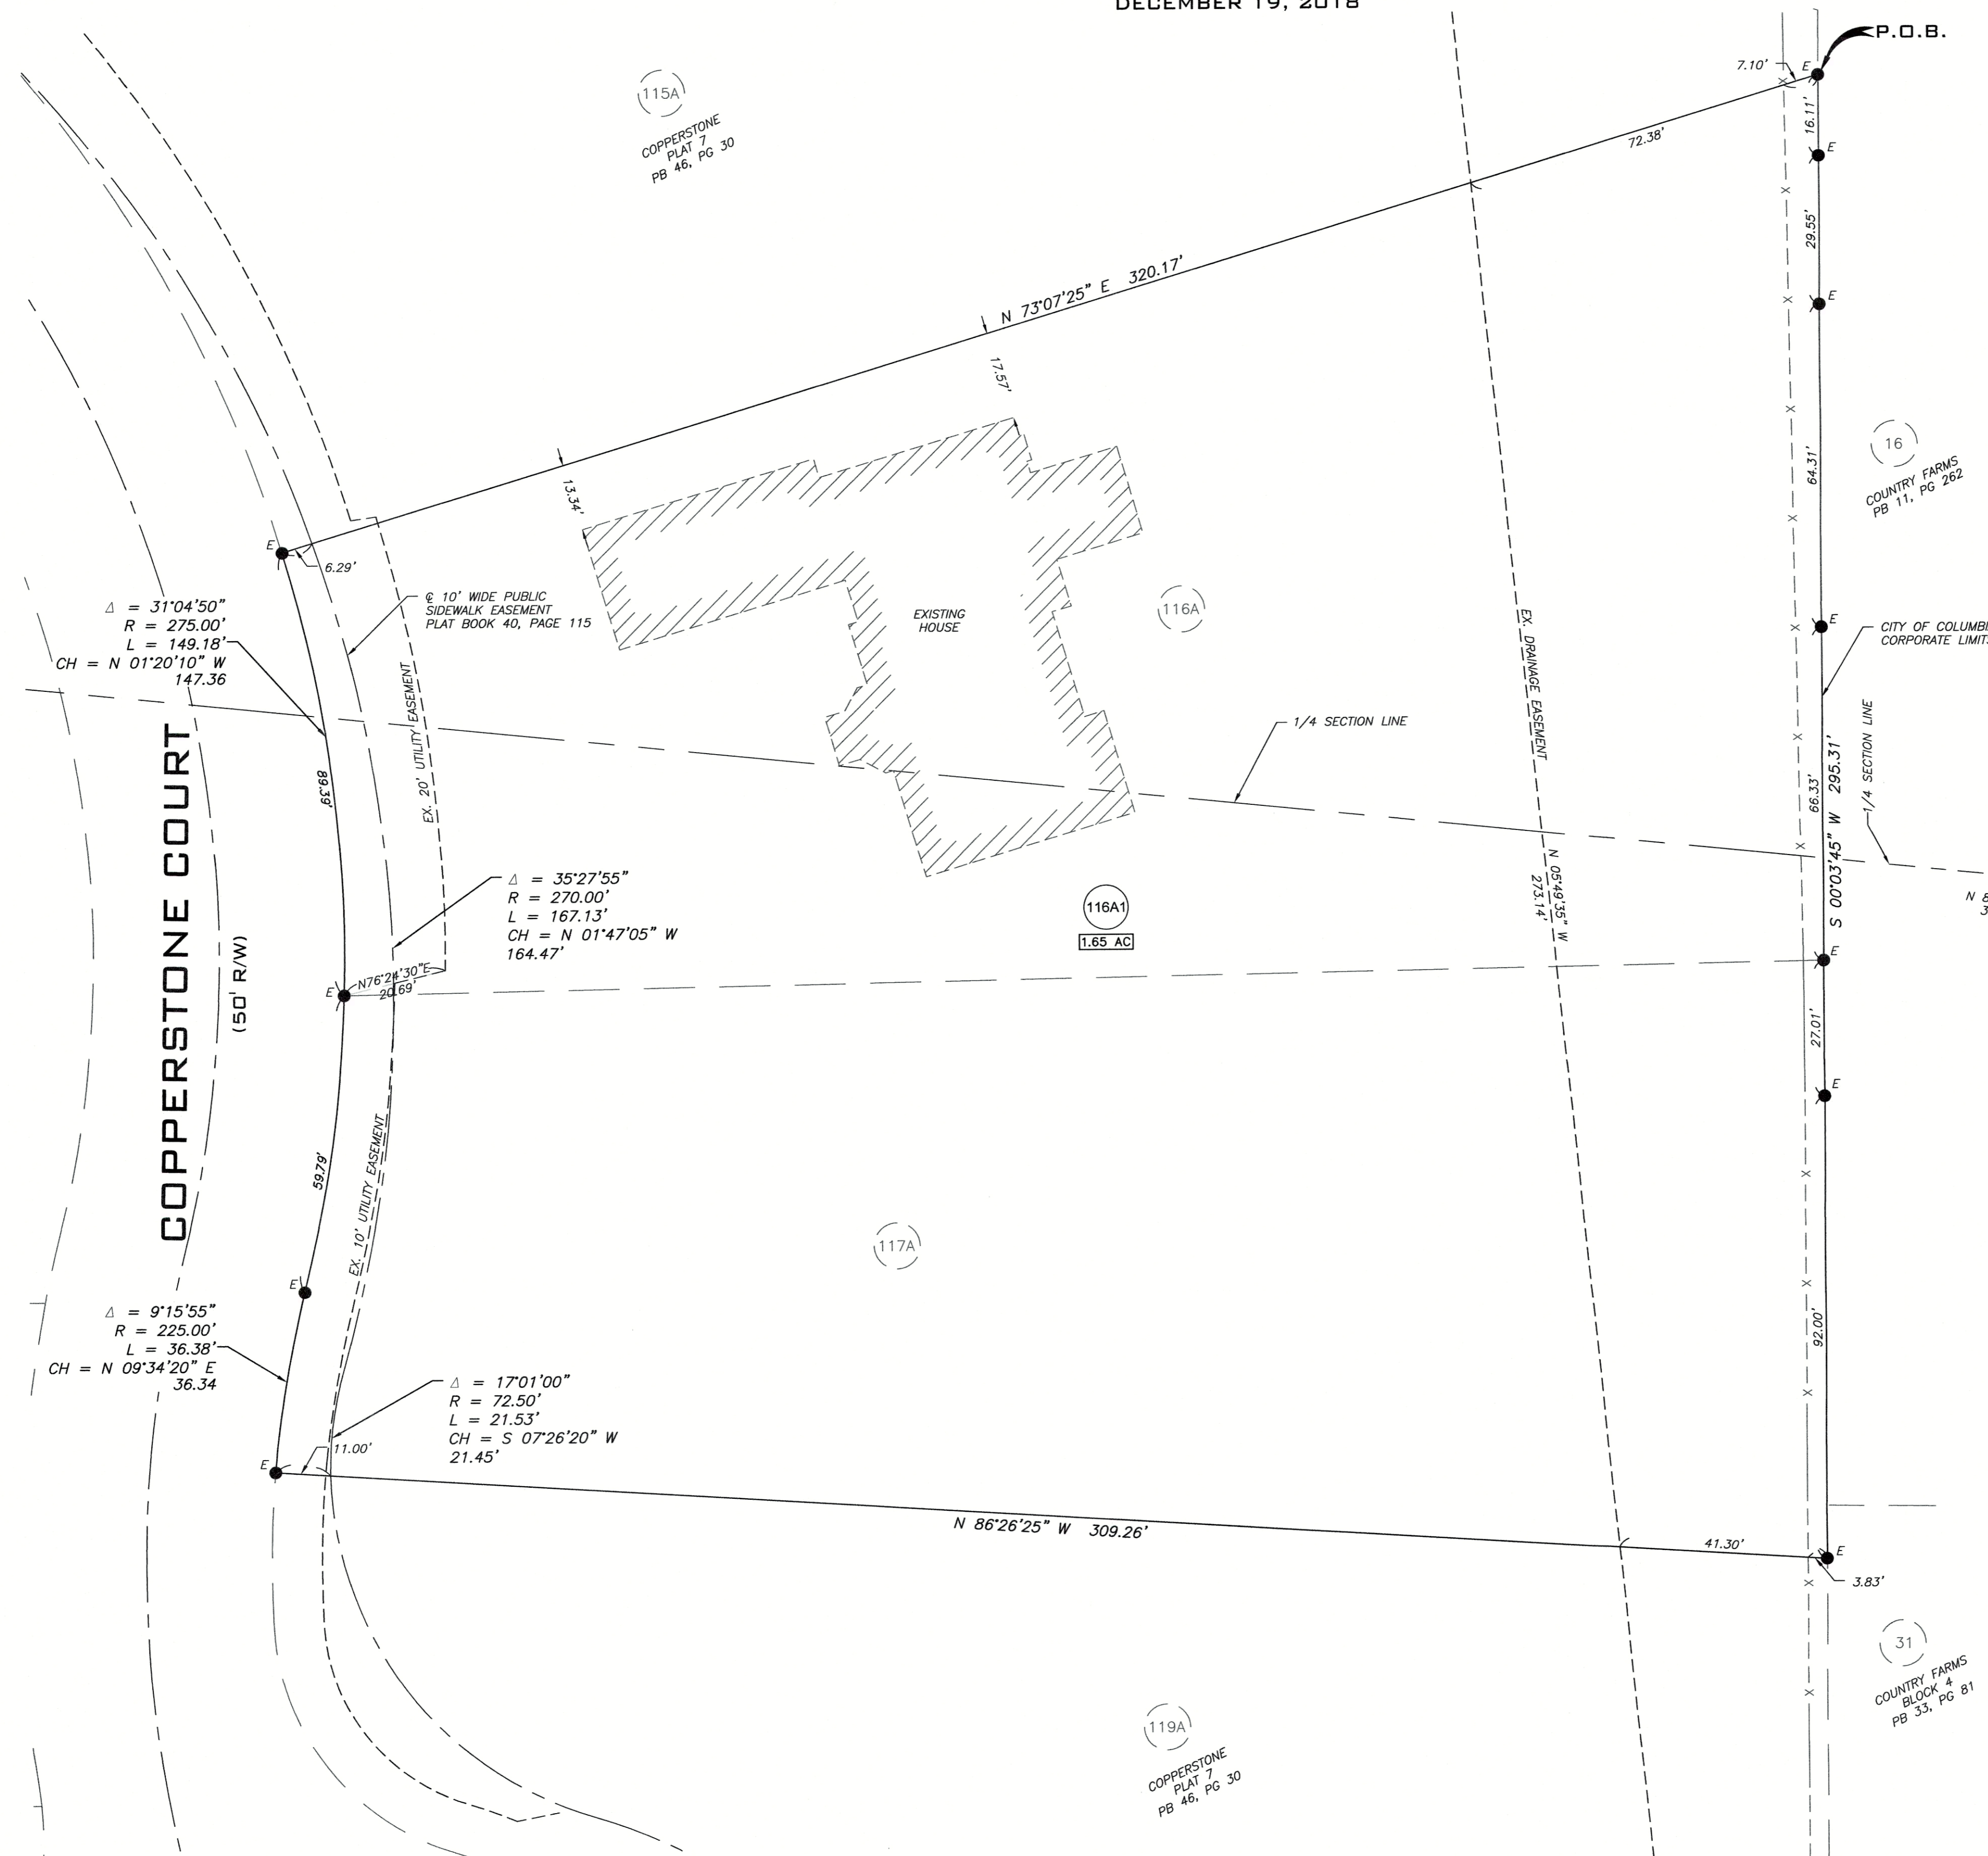 DECEMBER 19, 2018
P.O.B.
E
7.10'
16.11'
115A
COPPERSTONE
PLAT 7
PB 46, PG 30
72.38'
E
29.55'
N 73°07'25" E 320.17'
E
17.57'
13.34'
64.31'
16
COUNTRY FARMS
PB 11, PG 262
E
6.29'
Δ = 31°04'50"
R = 275.00'
L = 149.18'
CH = N 01°20'10" W
147.36
℄ 10' WIDE PUBLIC
SIDEWALK EASEMENT
PLAT BOOK 40, PAGE 115
EXISTING
HOUSE
116A
EX. DRAINAGE EASEMENT
E
CITY OF COLUMBI
CORPORATE LIMIT
EX. 20' UTILITY EASEMENT
1/4 SECTION LINE
1/4 SECTION LINE
89.39'
66.33'
S 00°03'45" W 295.31'
COPPERSTONE COURT
(50' R/W)
Δ = 35°27'55"
R = 270.00'
L = 167.13'
CH = N 01°47'05" W
164.47'
116A1
1.65 AC
N 05°49'35" W
273.14'
N 8
3
E
N76°24'30"E
20.69'
E
27.01'
E
59.79'
EX. 10' UTILITY EASEMENT
117A
E
Δ = 9°15'55"
R = 225.00'
L = 36.38'
CH = N 09°34'20" E
36.34
92.00'
Δ = 17°01'00"
R = 72.50'
L = 21.53'
CH = S 07°26'20" W
21.45'
11.00'
E
N 86°26'25" W 309.26'
41.30'
E
3.83'
31
COUNTRY FARMS
BLOCK 4
PB 33, PG 81
119A
COPPERSTONE
PLAT 7
PB 46, PG 30